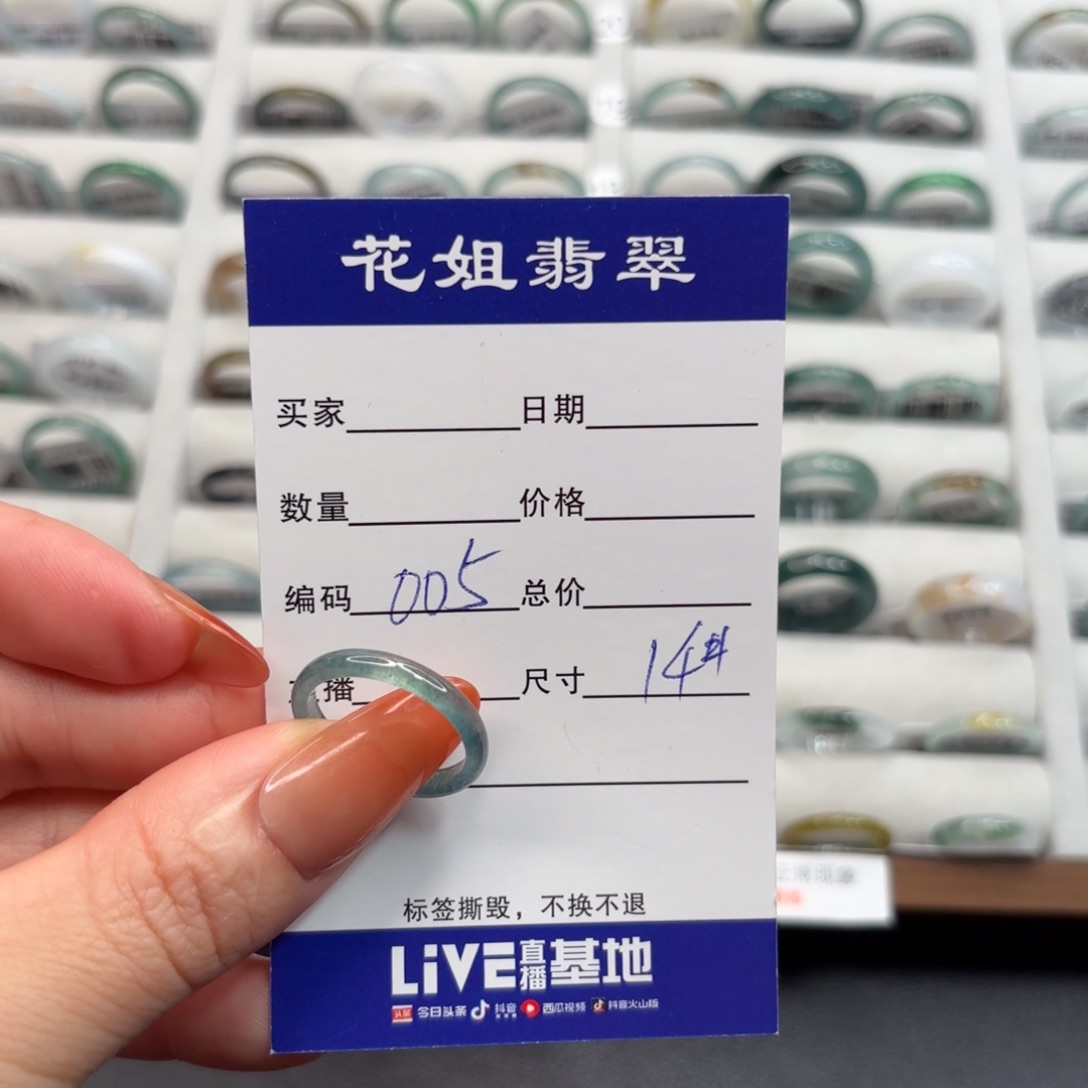 花姐翡翠
买家 日期
数量 价格
编码 005 总价
播 尺寸 14#
标签撕毁，不换不退
LiVE直播基地
头条 今日头条 抖音 西瓜视频 抖音火山版